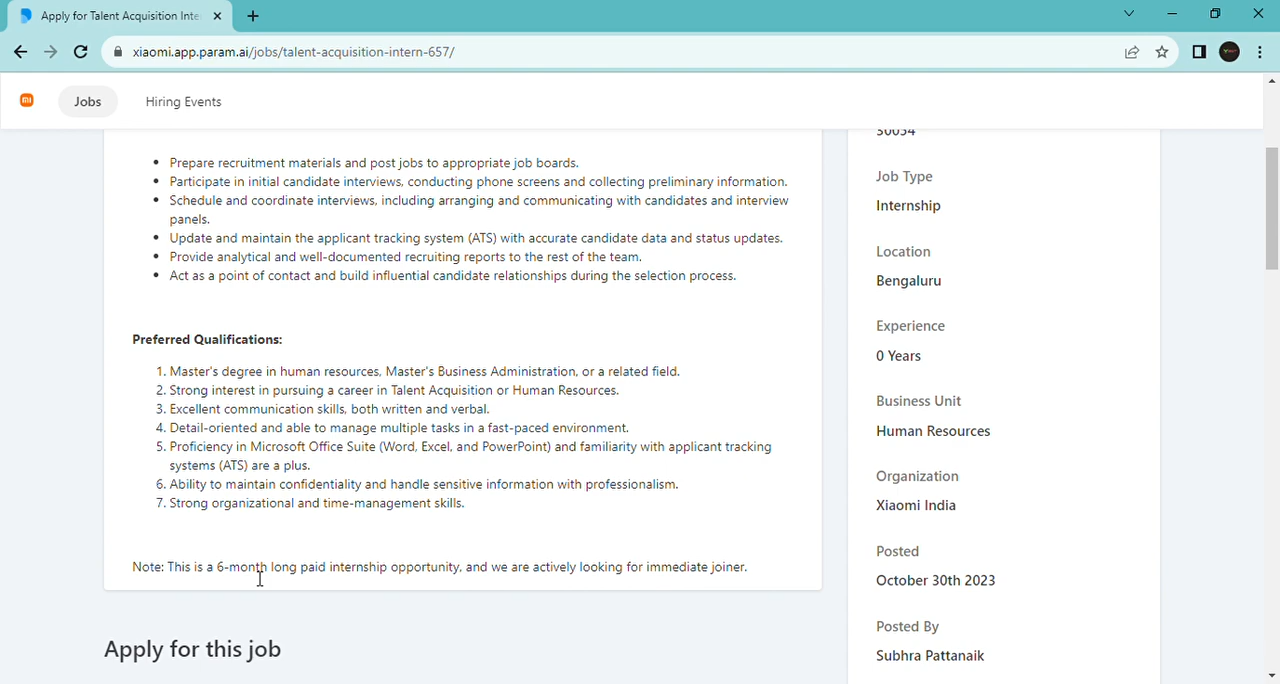 Apply for Talent Acquisition Inte
xiaomi.app.param.ai/jobs/talent-acquisition-intern-657/
mi
Jobs
Hiring Events
• Prepare recruitment materials and post jobs to appropriate job boards.
• Participate in initial candidate interviews, conducting phone screens and collecting preliminary information.
• Schedule and coordinate interviews, including arranging and communicating with candidates and interview
panels.
• Update and maintain the applicant tracking system (ATS) with accurate candidate data and status updates.
• Provide analytical and well-documented recruiting reports to the rest of the team.
• Act as a point of contact and build influential candidate relationships during the selection process.
Preferred Qualifications:
1. Master's degree in human resources, Master's Business Administration, or a related field.
2. Strong interest in pursuing a career in Talent Acquisition or Human Resources.
3. Excellent communication skills, both written and verbal.
4. Detail-oriented and able to manage multiple tasks in a fast-paced environment.
5. Proficiency in Microsoft Office Suite (Word, Excel, and PowerPoint) and familiarity with applicant tracking
systems (ATS) are a plus.
6. Ability to maintain confidentiality and handle sensitive information with professionalism.
7. Strong organizational and time-management skills.
Note: This is a 6-month long paid internship opportunity, and we are actively looking for immediate joiner.
Apply for this job
Job Type
Internship
Location
Bengaluru
Experience
0 Years
Business Unit
Human Resources
Organization
Xiaomi India
Posted
October 30th 2023
Posted By
Subhra Pattanaik